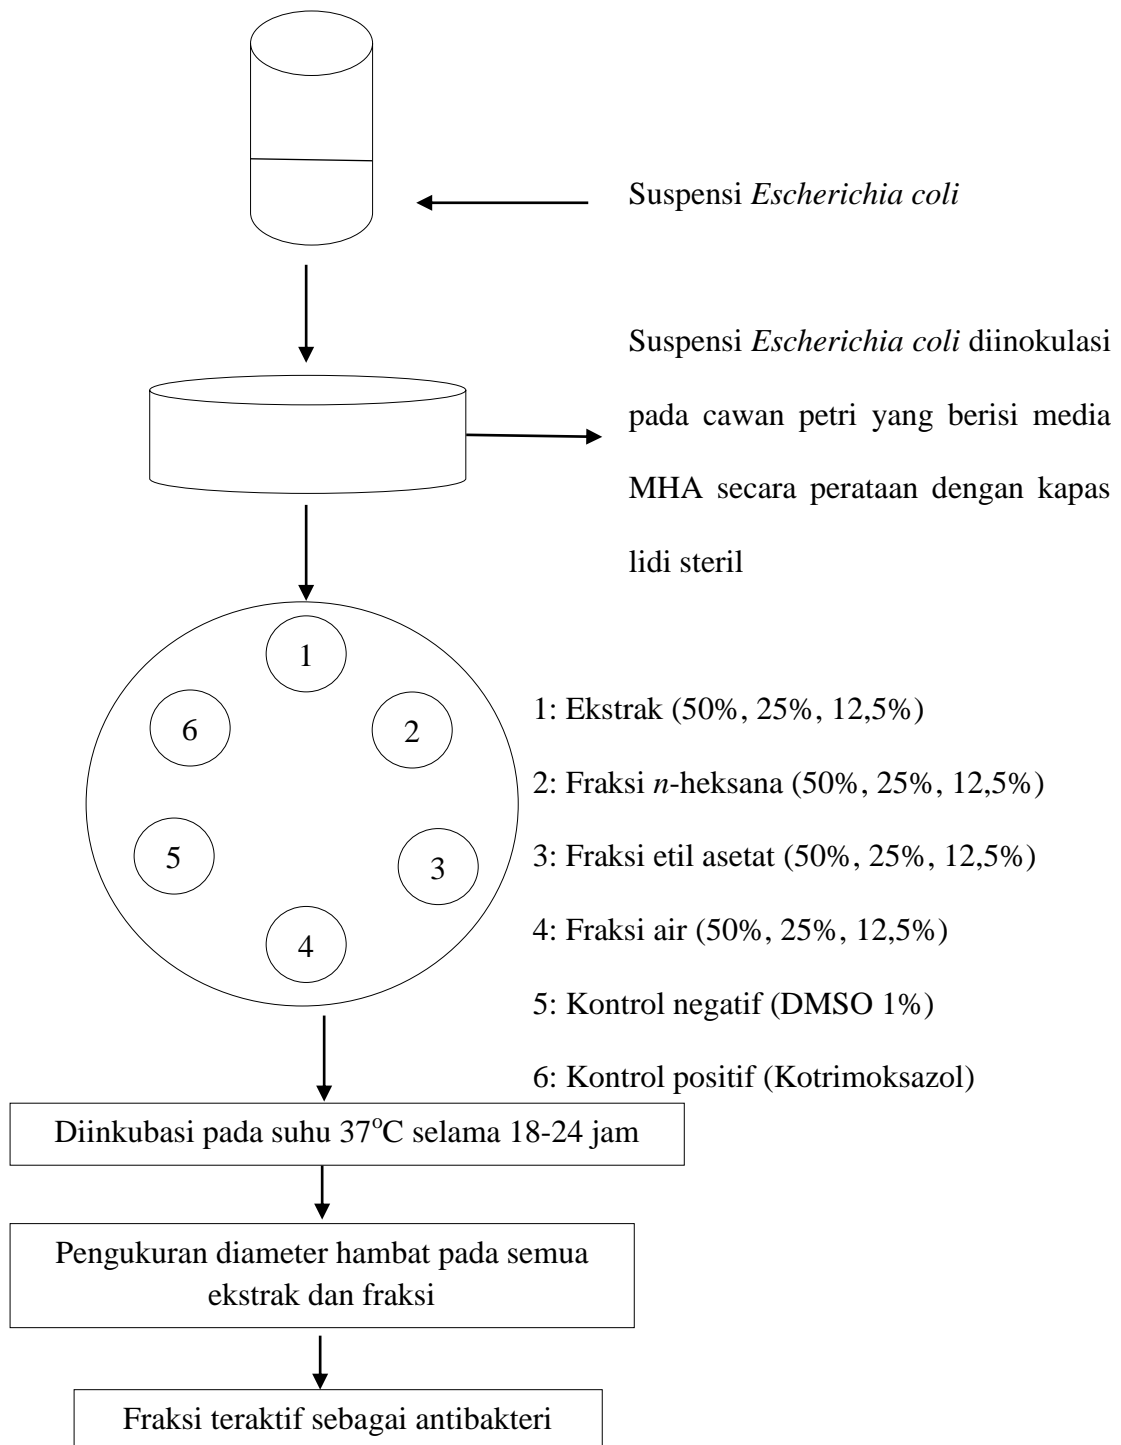 Suspensi Escherichia coli
Suspensi Escherichia coli diinokulasi
pada cawan petri yang berisi media
MHA secara perataan dengan kapas
lidi steril
1
6
2
5
3
4
1: Ekstrak (50%, 25%, 12,5%)
2: Fraksi n-heksana (50%, 25%, 12,5%)
3: Fraksi etil asetat (50%, 25%, 12,5%)
4: Fraksi air (50%, 25%, 12,5%)
5: Kontrol negatif (DMSO 1%)
6: Kontrol positif (Kotrimoksazol)
Diinkubasi pada suhu 37°C selama 18-24 jam
Pengukuran diameter hambat pada semua
ekstrak dan fraksi
Fraksi teraktif sebagai antibakteri